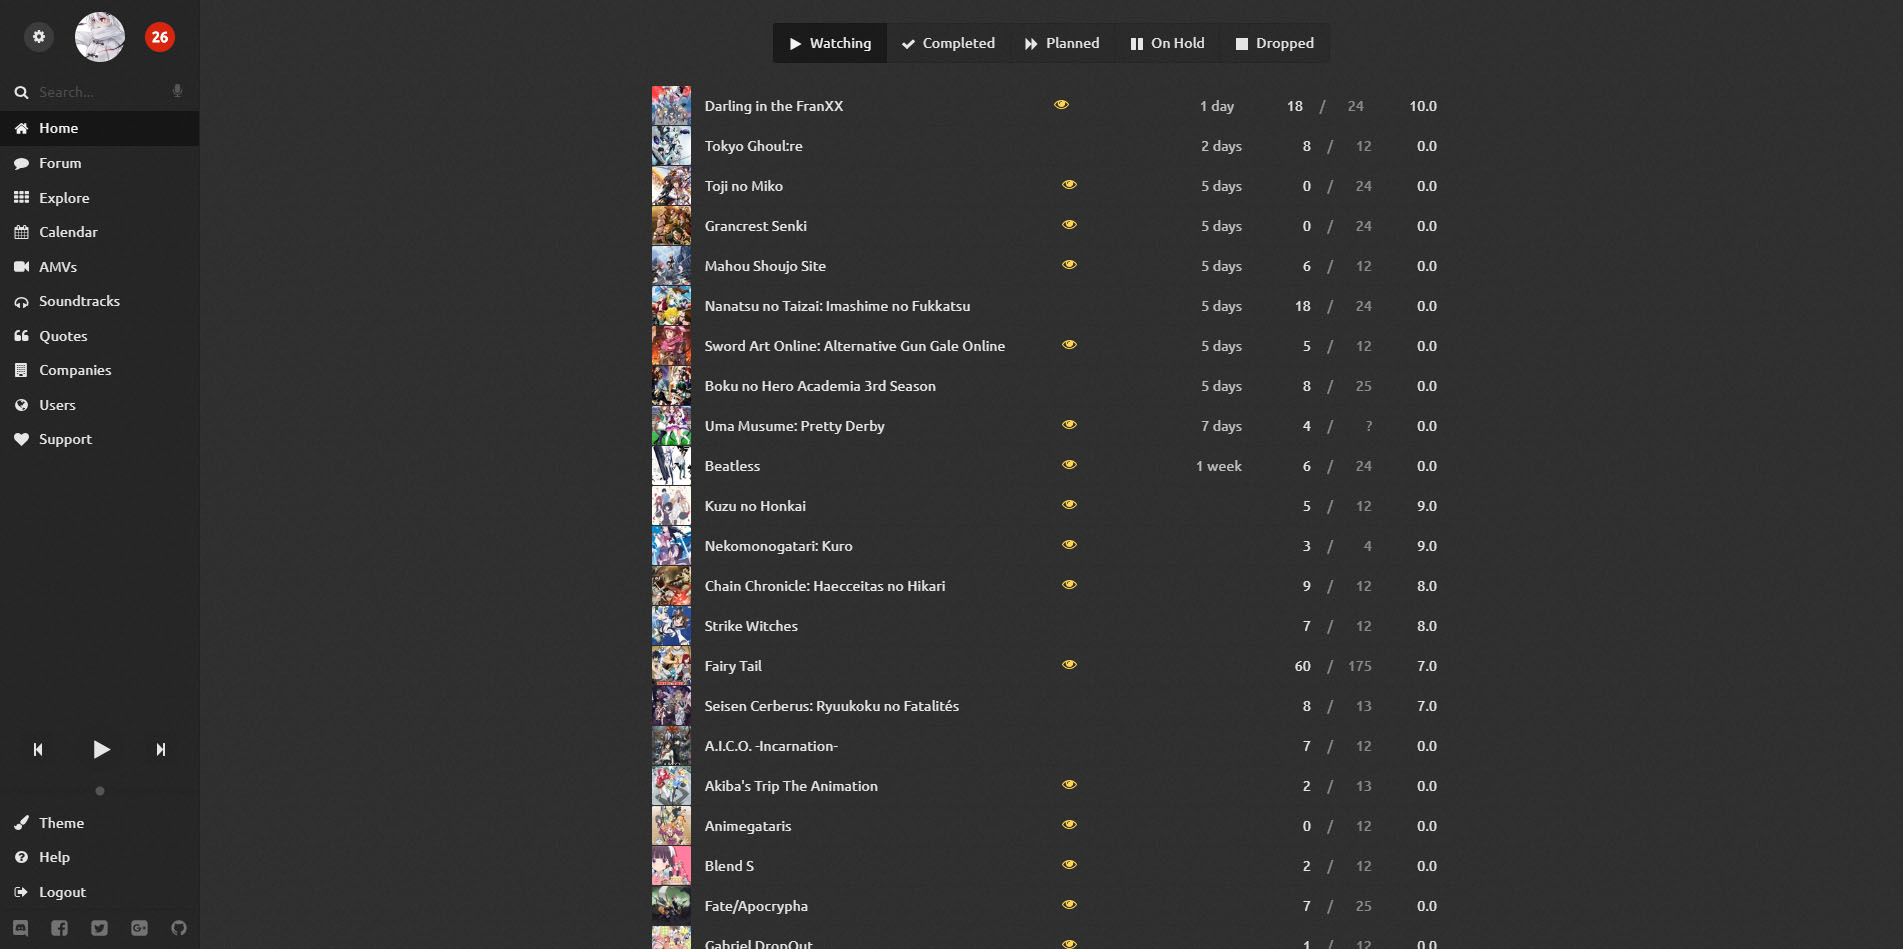 26
Search...
Home
Forum
Explore
Calendar
AMVs
Soundtracks
Quotes
Companies
Users
Support
Theme
Help
Logout
Watching Completed Planned On Hold Dropped
Darling in the FranXX 1 day 18 / 24 10.0
Tokyo Ghoul:re 2 days 8 / 12 0.0
Toji no Miko 5 days 0 / 24 0.0
Grancrest Senki 5 days 0 / 24 0.0
Mahou Shoujo Site 5 days 6 / 12 0.0
Nanatsu no Taizai: Imashime no Fukkatsu 5 days 18 / 24 0.0
Sword Art Online: Alternative Gun Gale Online 5 days 5 / 12 0.0
Boku no Hero Academia 3rd Season 5 days 8 / 25 0.0
Uma Musume: Pretty Derby 7 days 4 / ? 0.0
Beatless 1 week 6 / 24 0.0
Kuzu no Honkai 5 / 12 9.0
Nekomonogatari: Kuro 3 / 4 9.0
Chain Chronicle: Haecceitas no Hikari 9 / 12 8.0
Strike Witches 7 / 12 8.0
Fairy Tail 60 / 175 7.0
Seisen Cerberus: Ryuukoku no Fatalités 8 / 13 7.0
A.I.C.O. -Incarnation- 7 / 12 0.0
Akiba's Trip The Animation 2 / 13 0.0
Animegataris 0 / 12 0.0
Blend S 2 / 12 0.0
Fate/Apocrypha 7 / 25 0.0
Gabriel DropOut 1 / 12 0.0